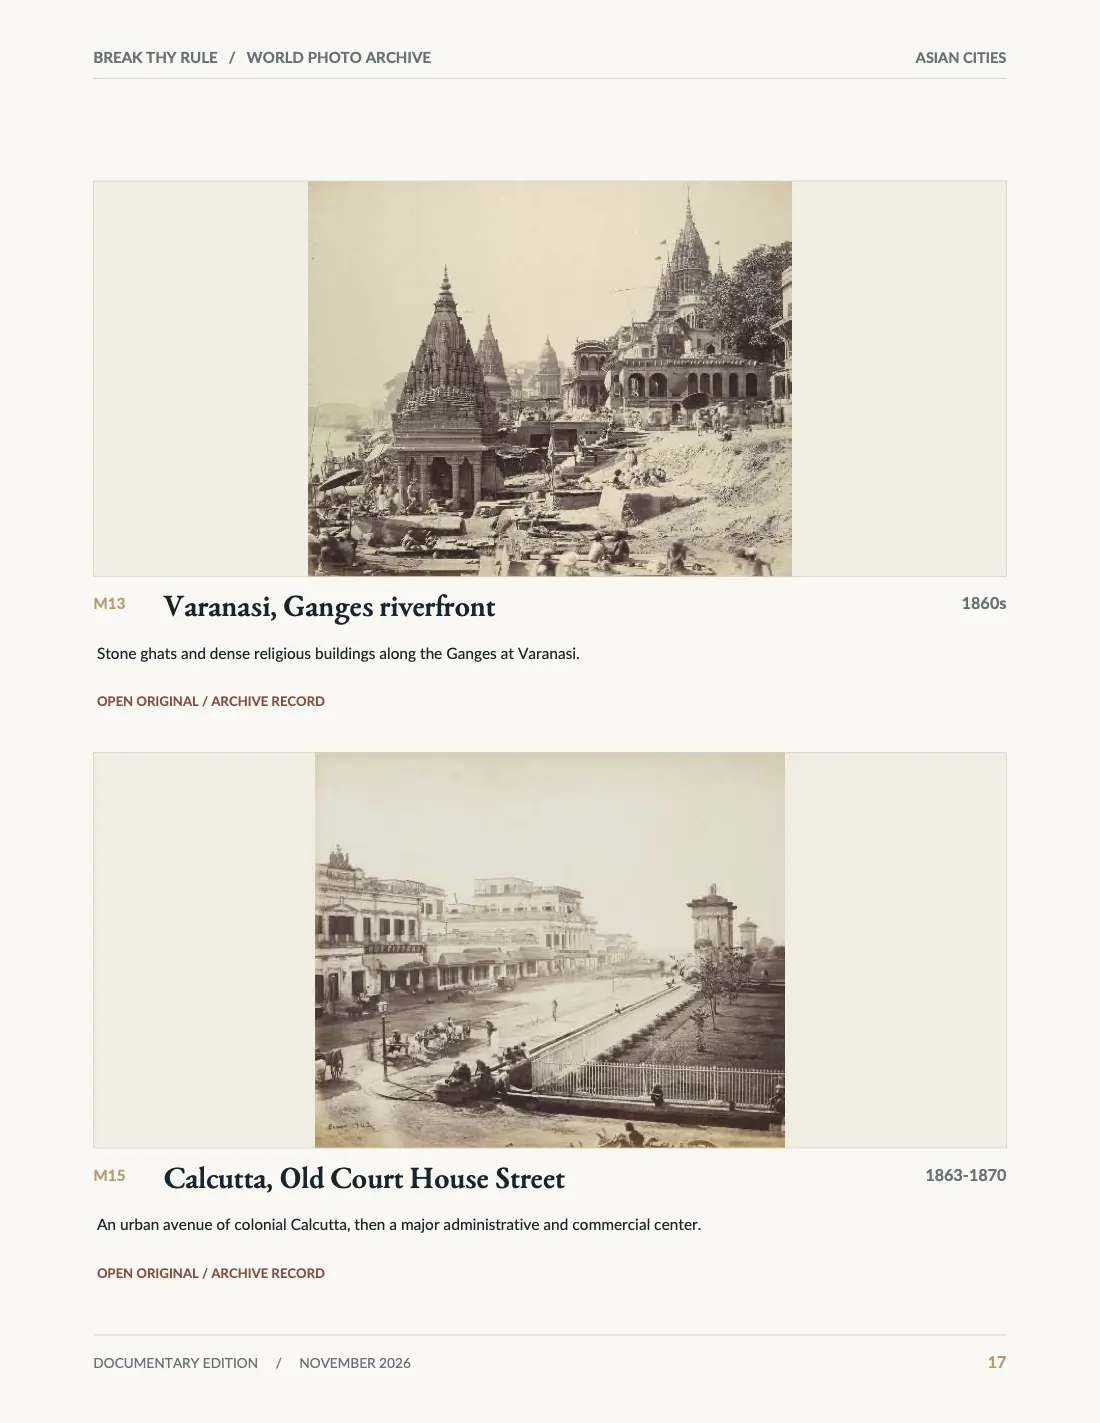 BREAK THY RULE / WORLD PHOTO ARCHIVE
ASIAN CITIES
M13
Varanasi, Ganges riverfront
1860s
Stone ghats and dense religious buildings along the Ganges at Varanasi.
OPEN ORIGINAL / ARCHIVE RECORD
M15
Calcutta, Old Court House Street
1863-1870
An urban avenue of colonial Calcutta, then a major administrative and commercial center.
OPEN ORIGINAL / ARCHIVE RECORD
DOCUMENTARY EDITION / NOVEMBER 2026
17